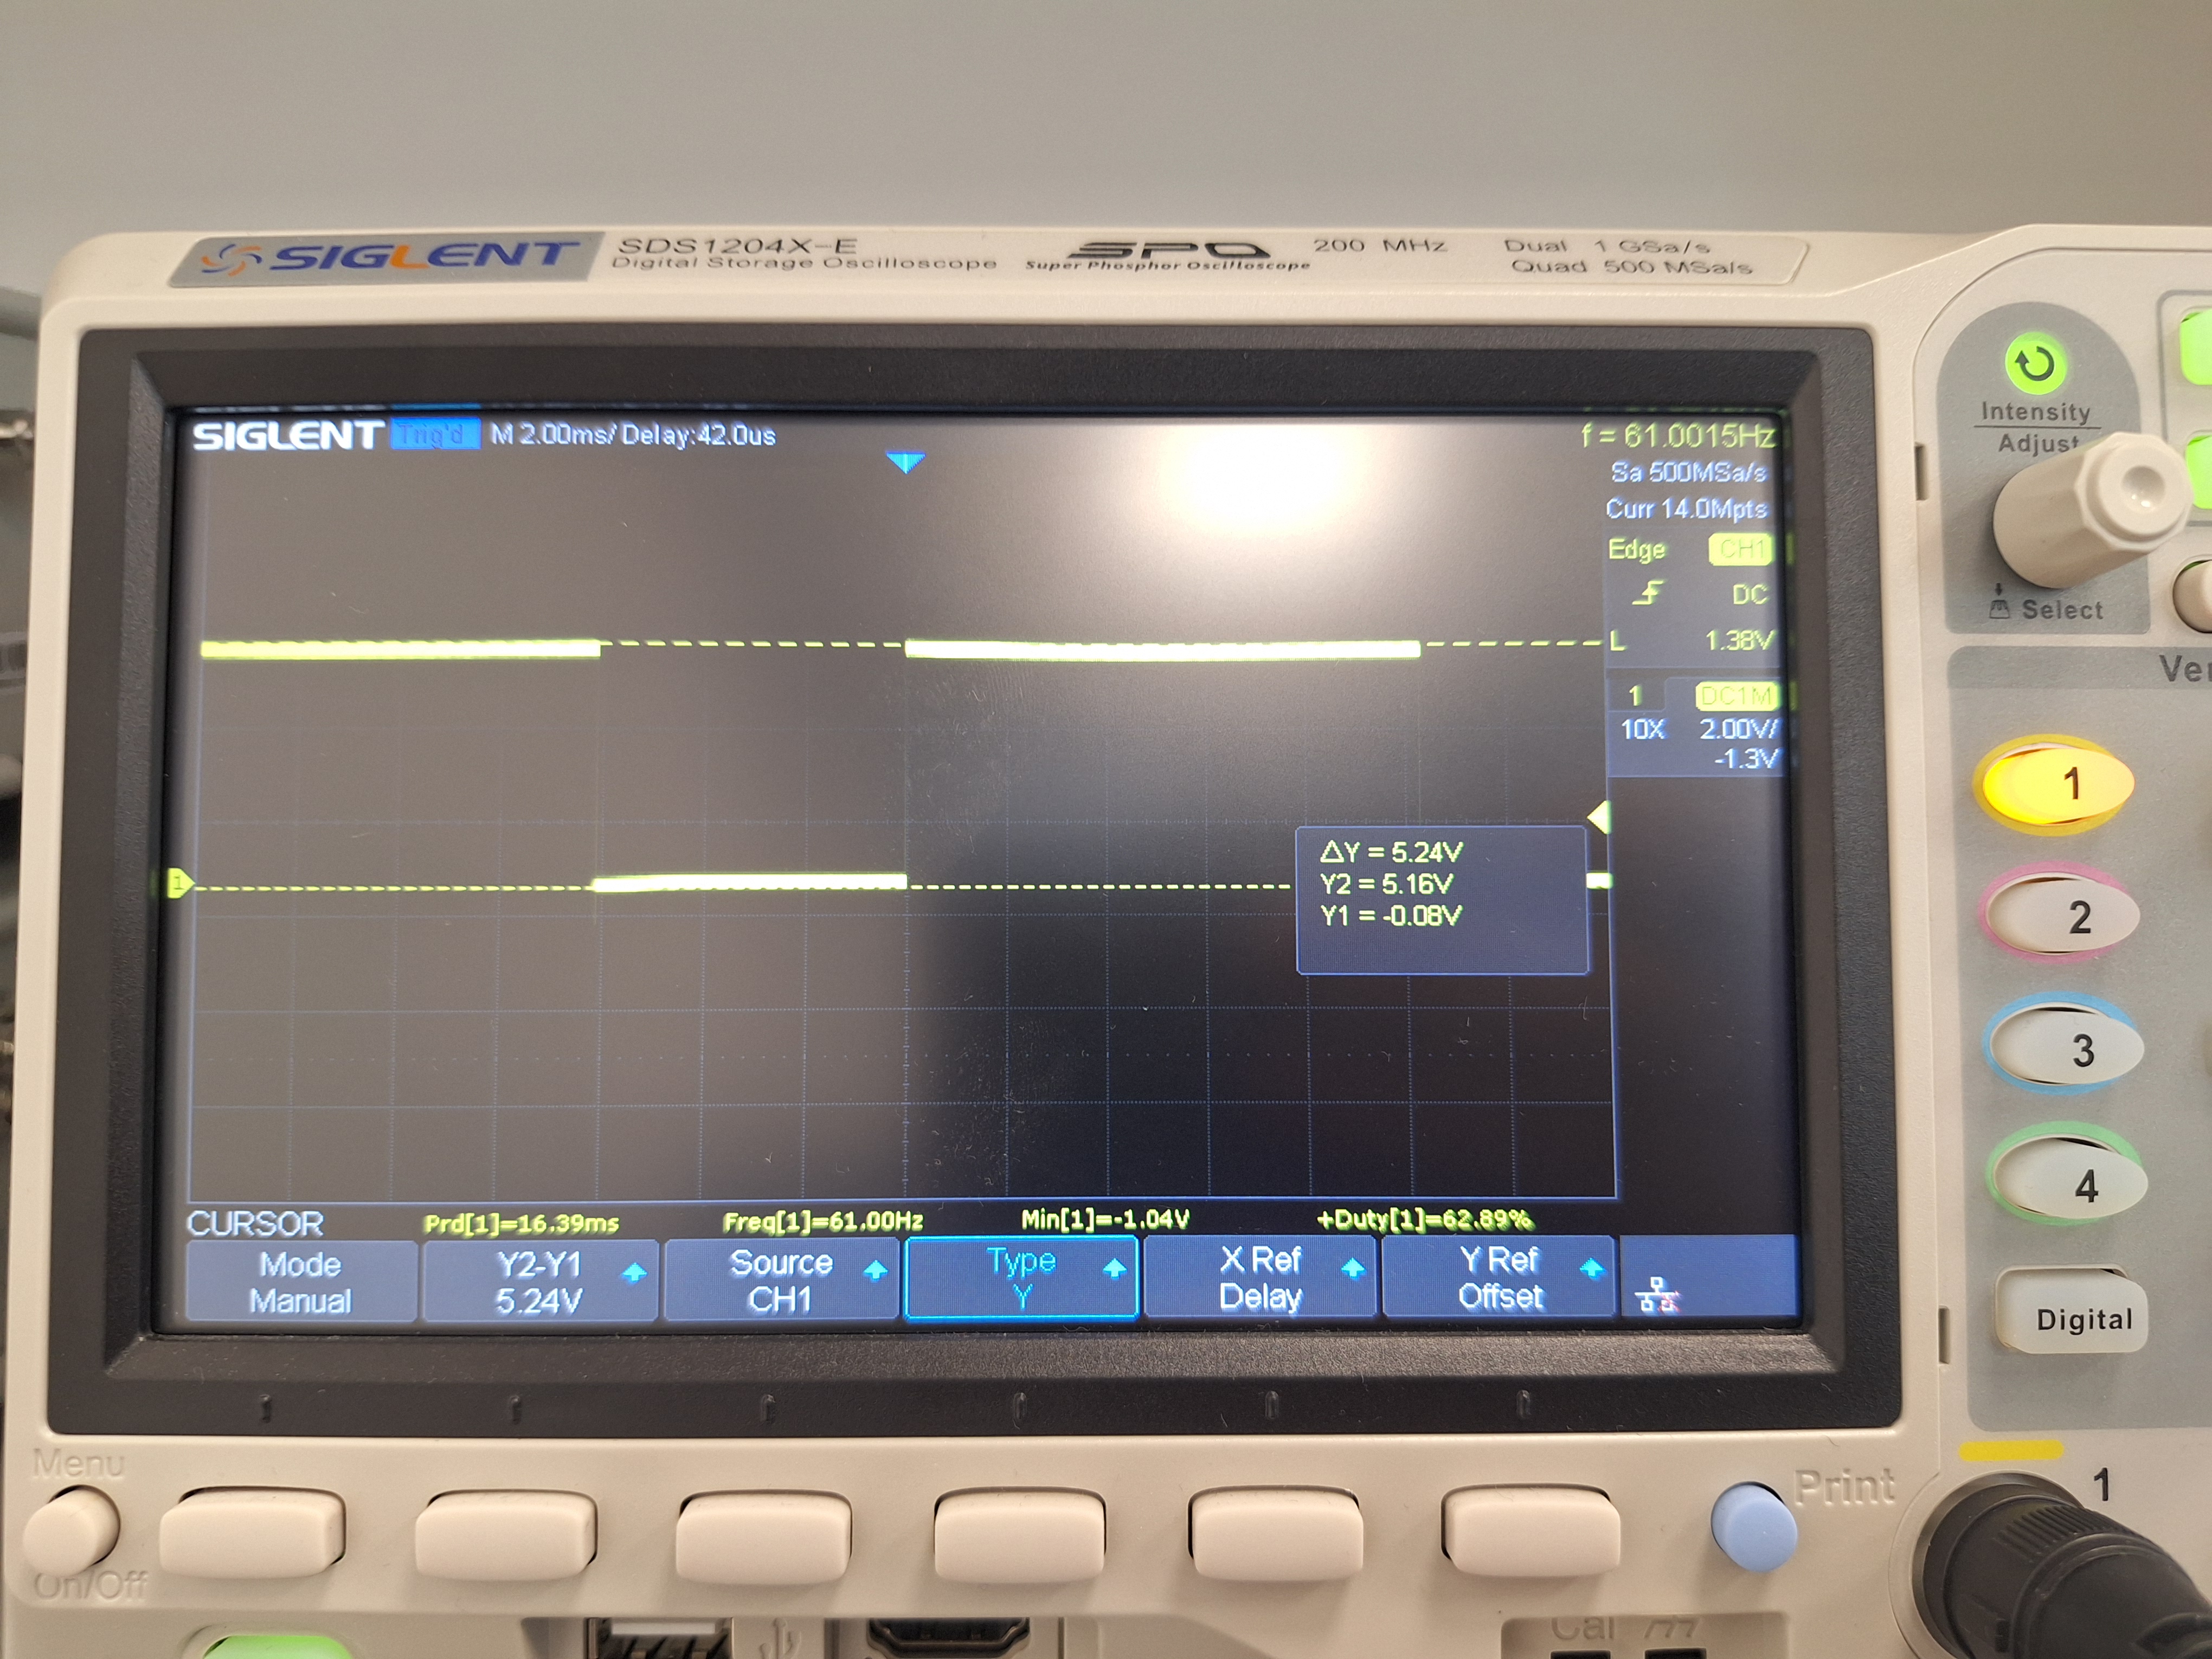 SIGLENT SDS1204X-E
Digital Storage Oscilloscope
SPO
Super Phosphor Oscilloscope
200 MHz
Dual 1 GSa/s
Quad 500 MSa/s
Intensity
Adjust
Select
SIGLENT Trig'd M 2.00ms/ Delay:42.0us
f = 61.0015Hz
Sa 500MSa/s
Curr 14.0Mpts
Edge CH1
DC
L 1.38V
1 DC1M
10X 2.00V/
-1.3V
1
ΔY = 5.24V
Y2 = 5.16V
Y1 = -0.08V
CURSOR Prd[1]=16.39ms Freq[1]=61.00Hz Min[1]=-1.04V +Duty[1]=62.89%
Mode
Manual
Y2-Y1
5.24V
Source
CH1
Type
Y
X Ref
Delay
Y Ref
Offset
1
2
3
4
Digital
Menu
On/Off
Print
1
Cal